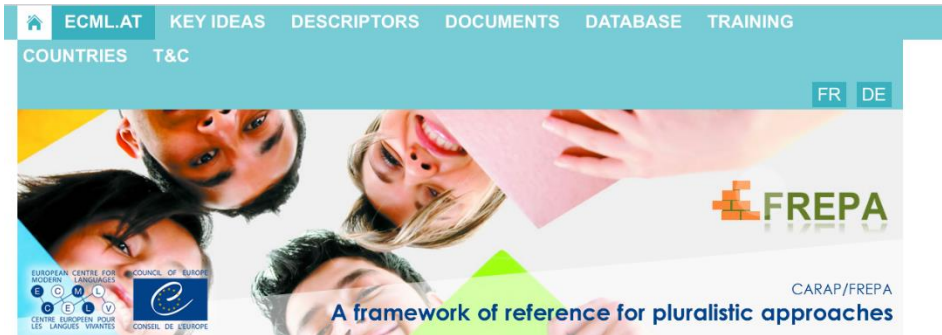 ECML.AT KEY IDEAS DESCRIPTORS DOCUMENTS DATABASE TRAINING
COUNTRIES T&C
FR DE
FREPA
EUROPEAN CENTRE FOR
MODERN LANGUAGES
E C M L
C E L V
CENTRE EUROPEEN POUR
LES LANGUES VIVANTES
COUNCIL OF EUROPE
CONSEIL DE L'EUROPE
CARAP/FREPA
A framework of reference for pluralistic approaches